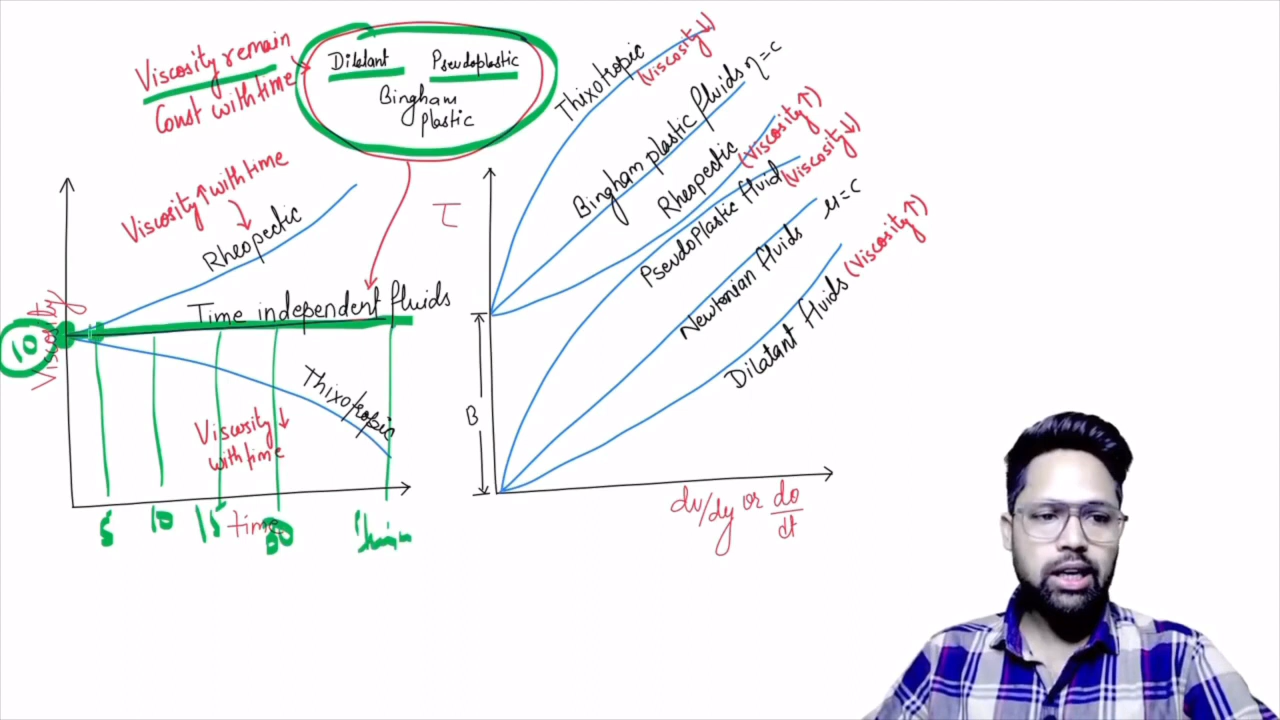 Viscosity remain
Const with time
Dilatant Pseudoplastic
Bingham
plastic
Viscosity ↑ with time
Rheopectic
Time independent fluids
10
Viscosity
Thixotropic
Viscosity ↓
with time
5 10 15 time
τ
Thixotropic
(Viscosity↓)
Bingham plastic fluids η=c
Rheopectic
(Viscosity↑)
PseudoPlastic fluid
(Viscosity↓)
Newtonian fluids μ=c
Dilatant fluids (Viscosity↑)
B
dv/dy or dθ/dt